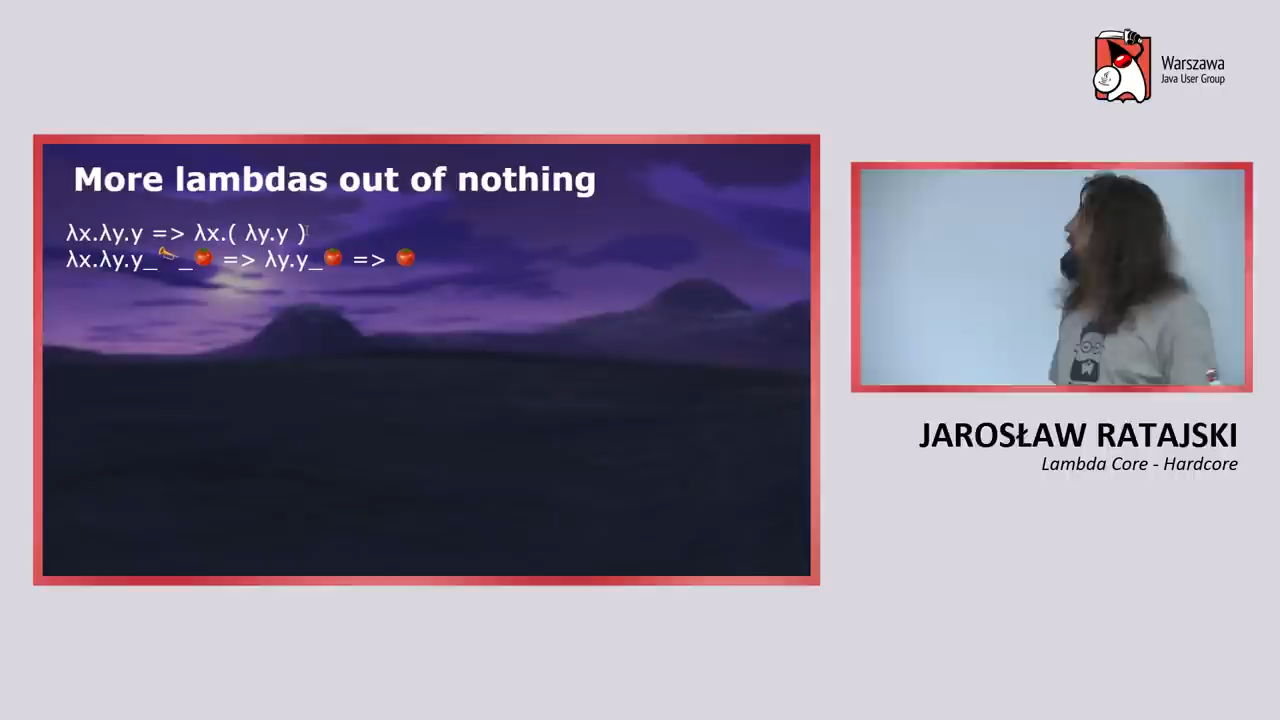 Warszawa
Java User Group
More lambdas out of nothing
λx.λy.y => λx.( λy.y )
λx.λy.y_🎺_🍅 => λy.y_🍅 => 🍅
JAROSŁAW RATAJSKI
Lambda Core - Hardcore